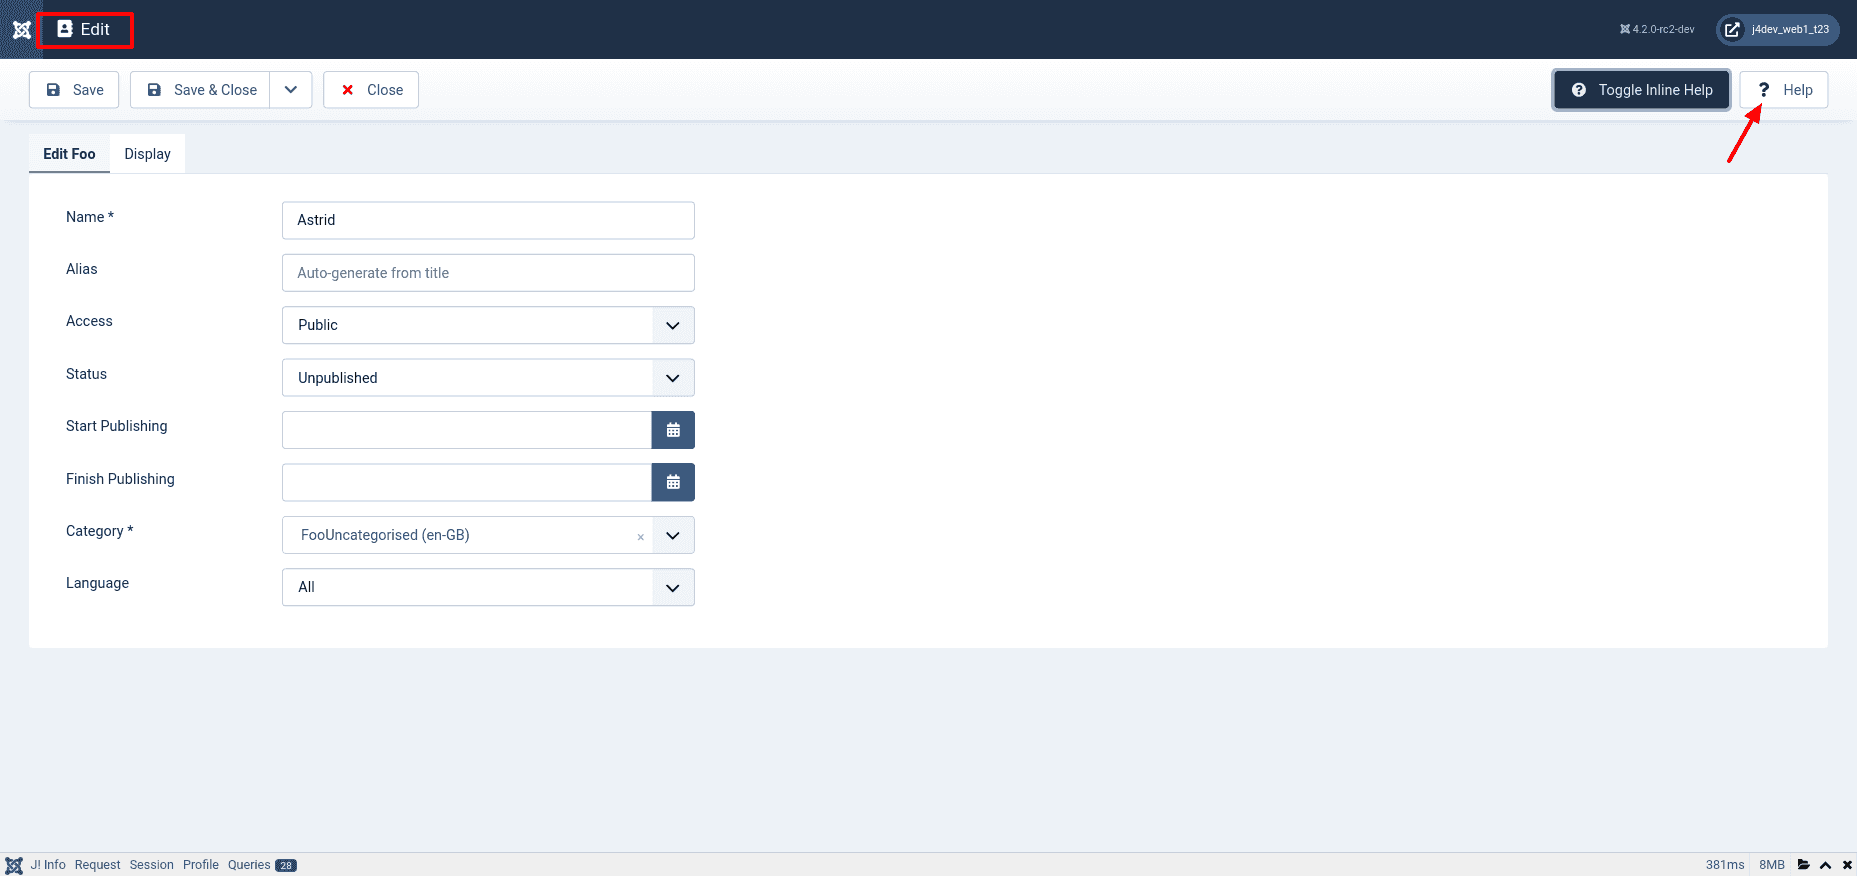 Edit
4.2.0-rc2-dev
j4dev_web1_t23
Save
Save & Close
Close
Toggle Inline Help
? Help
Edit Foo
Display
Name *
Astrid
Alias
Auto-generate from title
Access
Public
Status
Unpublished
Start Publishing
Finish Publishing
Category *
FooUncategorised (en-GB) ×
Language
All
J! Info Request Session Profile Queries 28
381ms 8MB